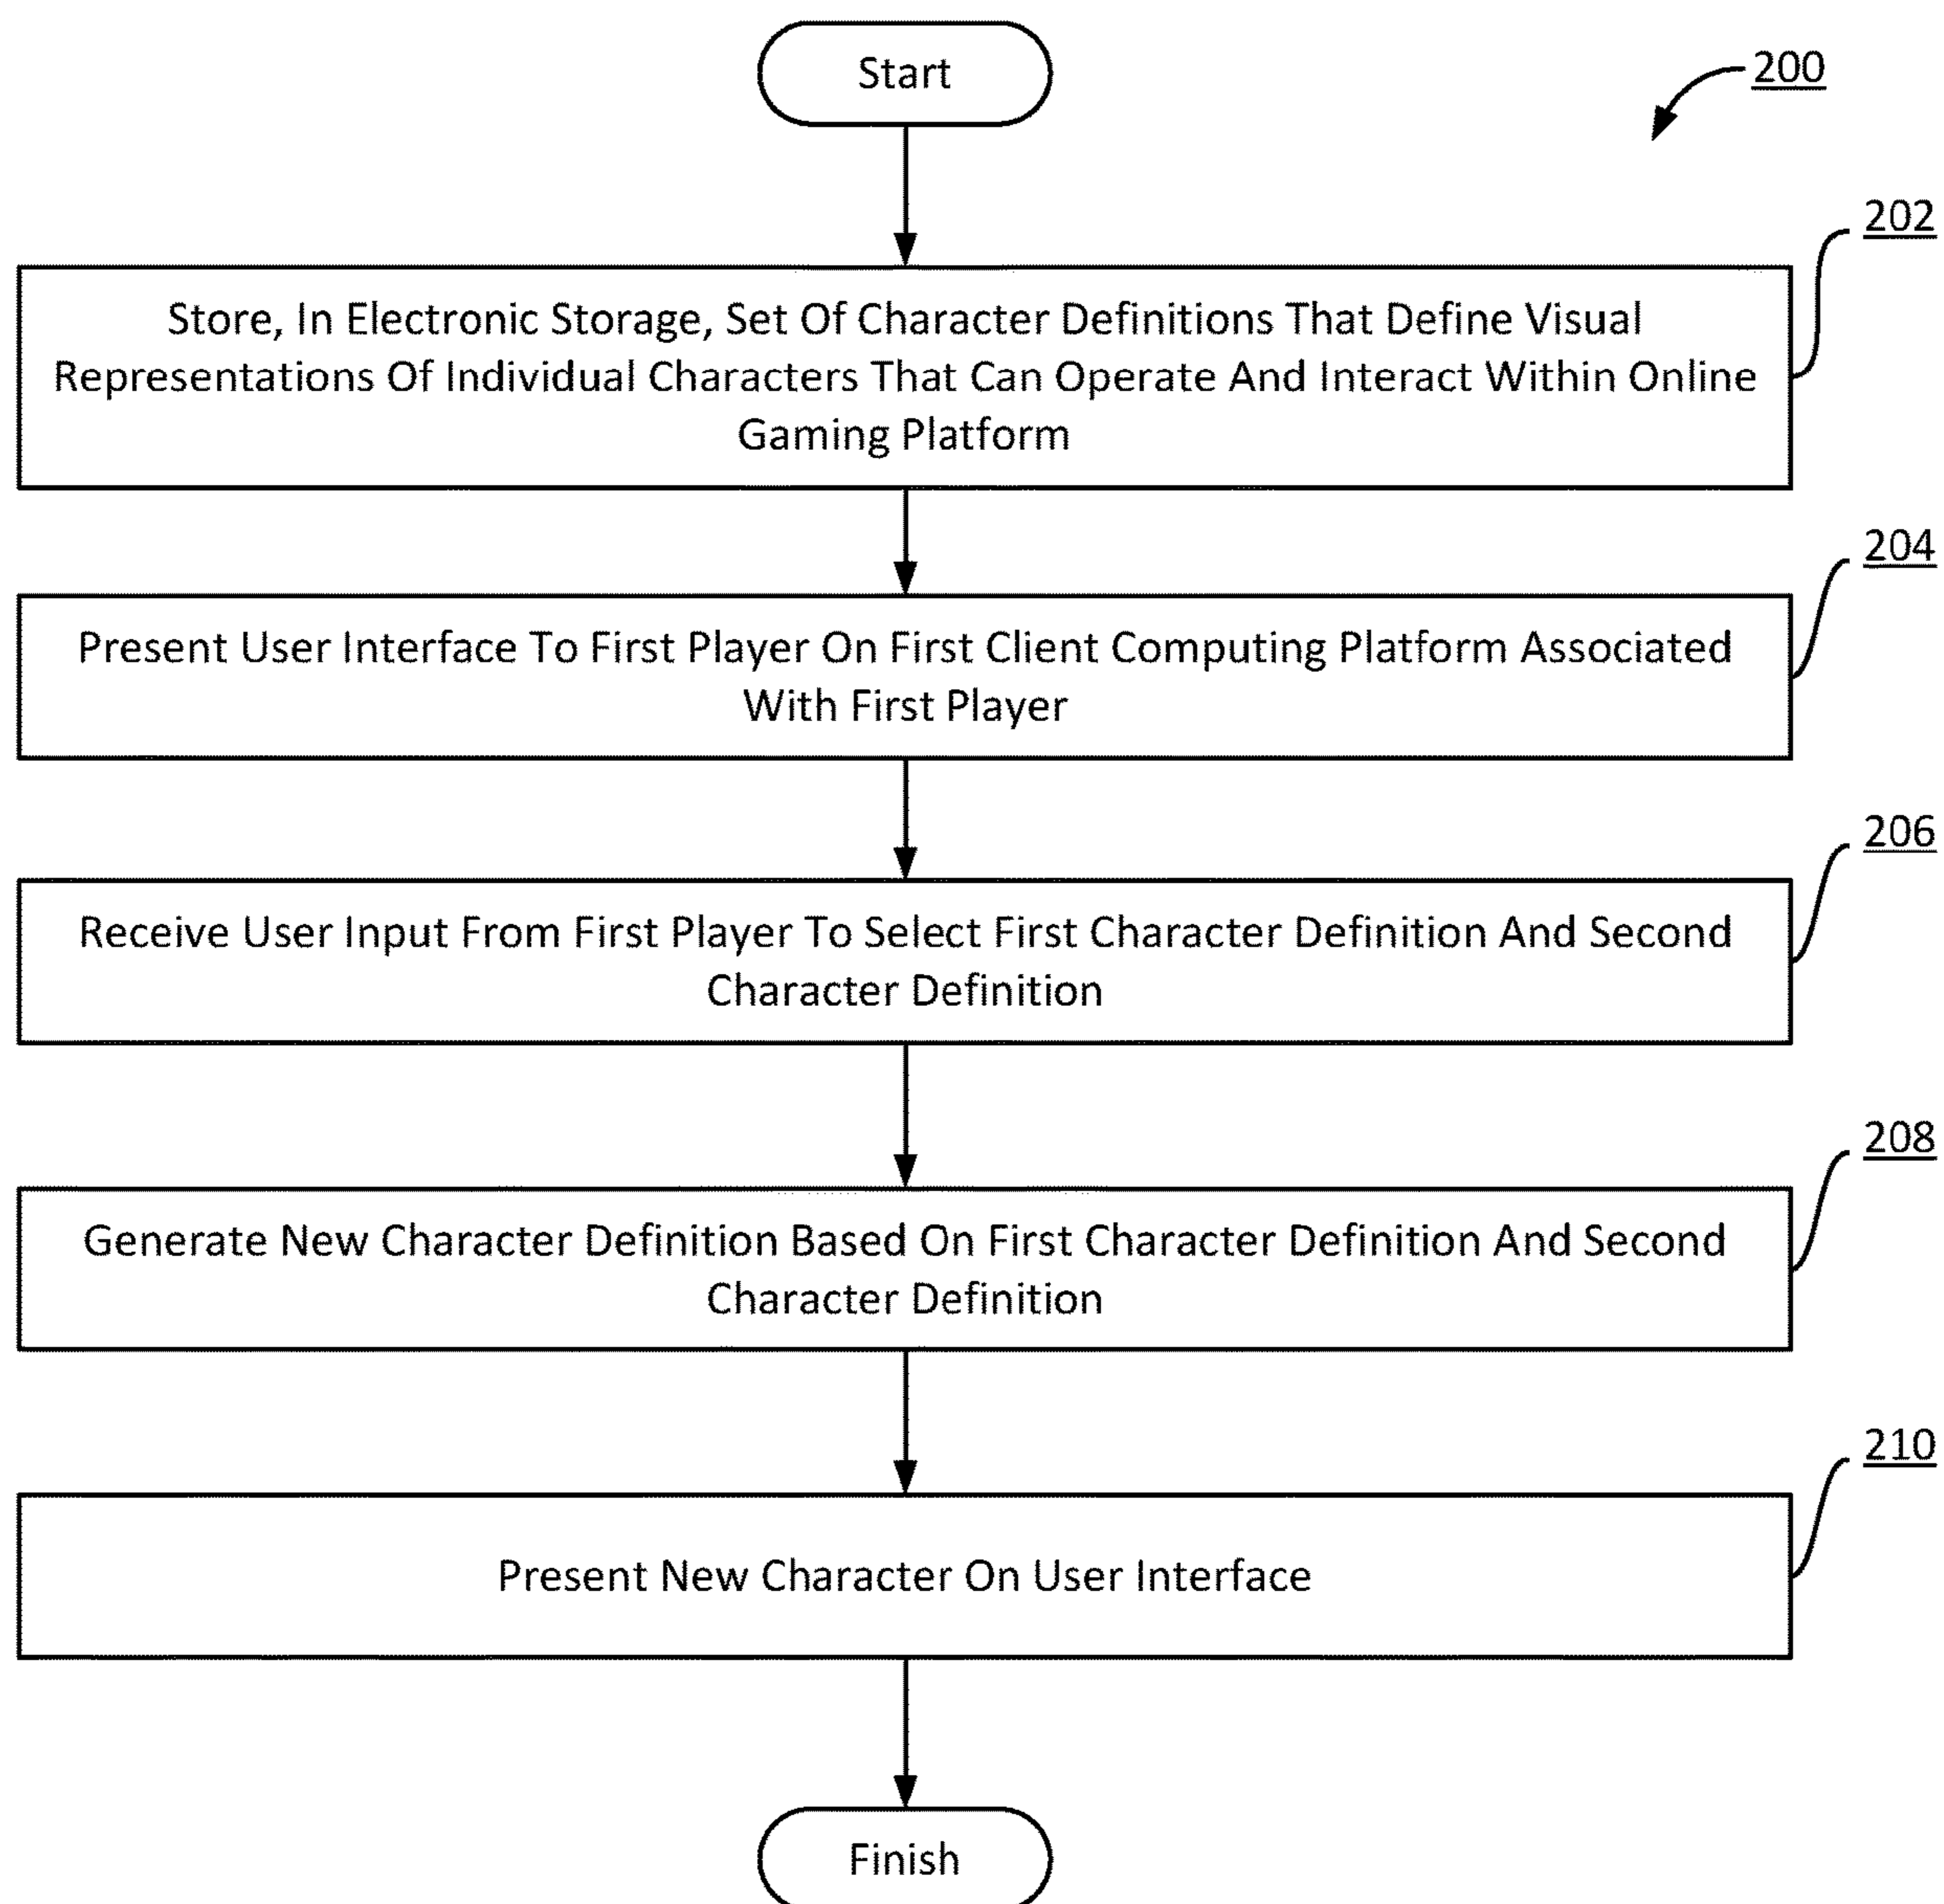 Start
200
202
Store, In Electronic Storage, Set Of Character Definitions That Define Visual
Representations Of Individual Characters That Can Operate And Interact Within Online
Gaming Platform
204
Present User Interface To First Player On First Client Computing Platform Associated
With First Player
206
Receive User Input From First Player To Select First Character Definition And Second
Character Definition
208
Generate New Character Definition Based On First Character Definition And Second
Character Definition
210
Present New Character On User Interface
Finish